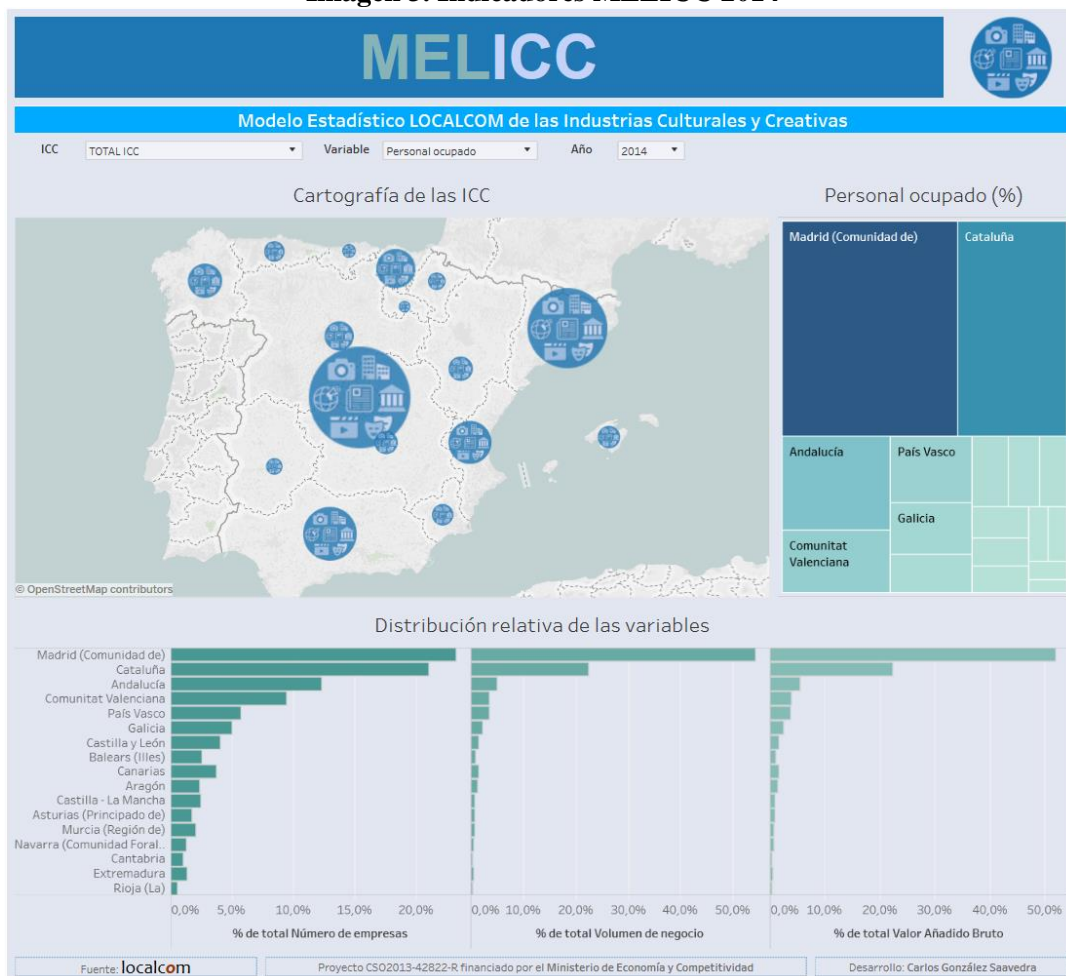 Imagen 3. Indicadores MELICC 2014
MELICC
Modelo Estadístico LOCALCOM de las Industrias Culturales y Creativas
ICC TOTAL ICC Variable Personal ocupado Año 2014
Cartografía de las ICC
Personal ocupado (%)
Madrid (Comunidad de) Cataluña
Andalucía País Vasco
Galicia
Comunitat
Valenciana
© OpenStreetMap contributors
Distribución relativa de las variables
Madrid (Comunidad de)
Cataluña
Andalucía
Comunitat Valenciana
País Vasco
Galicia
Castilla y León
Balears (Illes)
Canarias
Aragón
Castilla - La Mancha
Asturias (Principado de)
Murcia (Región de)
Navarra (Comunidad Foral..
Cantabria
Extremadura
Rioja (La)
0,0% 5,0% 10,0% 15,0% 20,0% 0,0% 10,0% 20,0% 30,0% 40,0% 50,0% 0,0% 10,0% 20,0% 30,0% 40,0% 50,0%
% de total Número de empresas % de total Volumen de negocio % de total Valor Añadido Bruto
Fuente: localcom Proyecto CSO2013-42822-R financiado por el Ministerio de Economía y Competitividad Desarrollo: Carlos González Saavedra